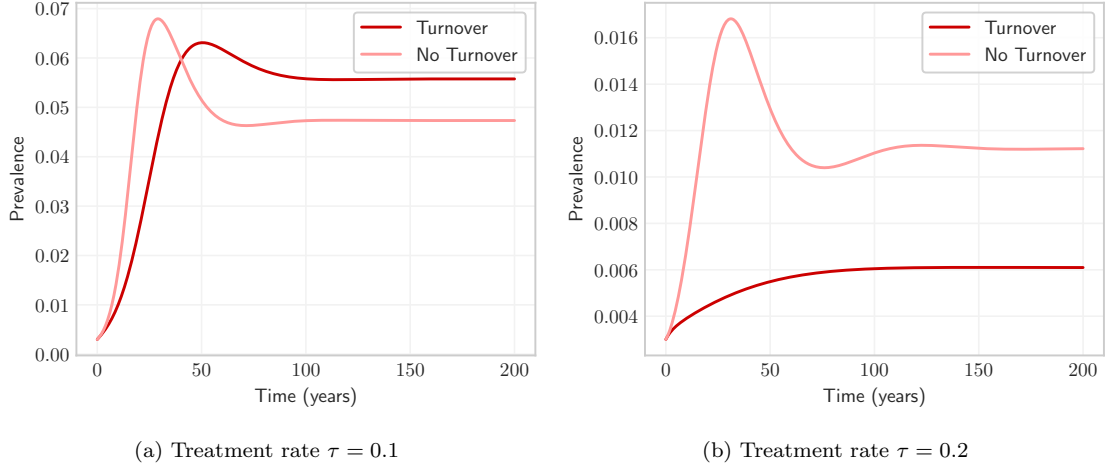 0.07
0.06
0.05
0.04
0.03
0.02
0.01
0.00
Prevalence
0
50
100
150
200
Time (years)
Turnover
No Turnover
(a) Treatment rate τ = 0.1
0.016
0.014
0.012
0.010
0.008
0.006
0.004
Prevalence
0
50
100
150
200
Time (years)
Turnover
No Turnover
(b) Treatment rate τ = 0.2